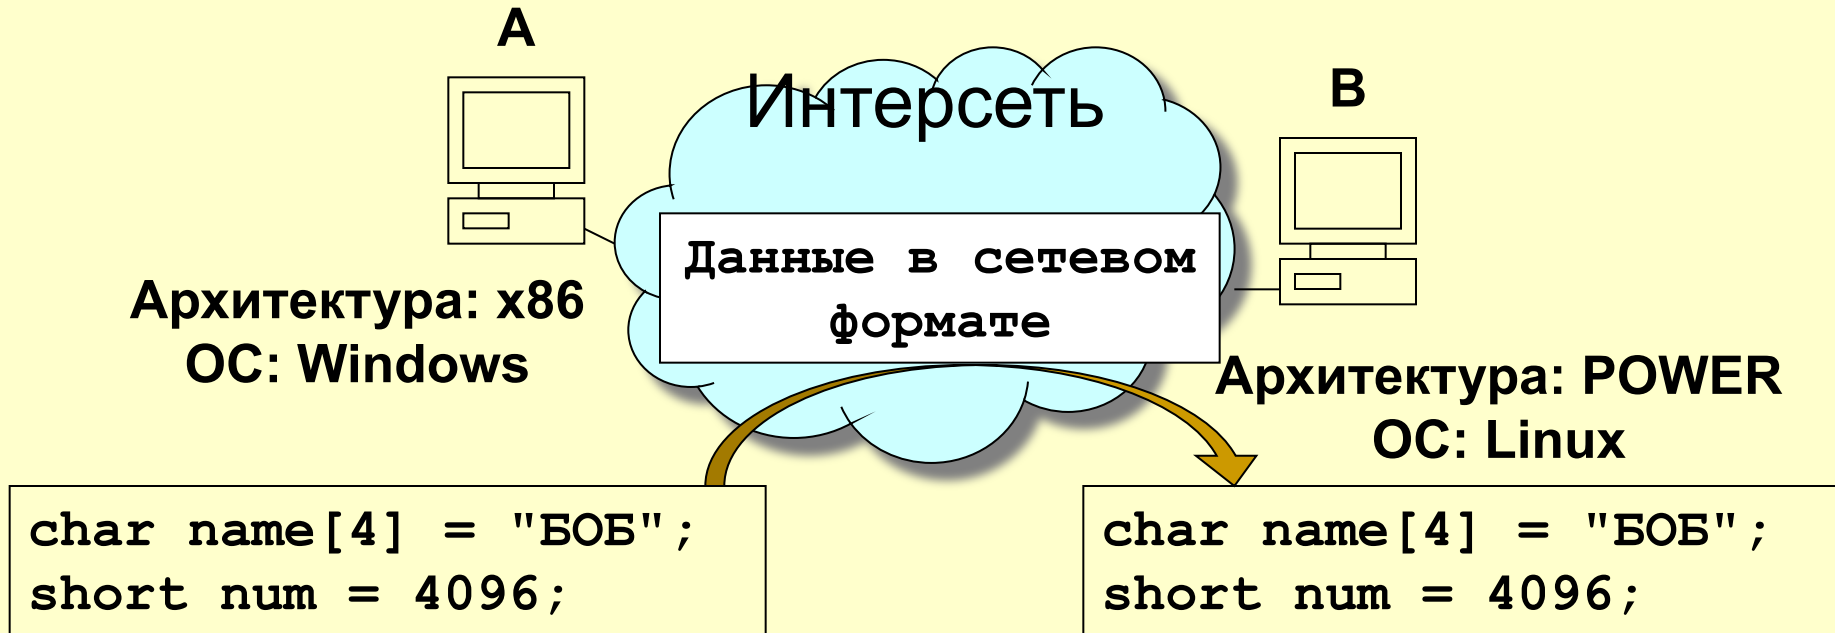 A
Интерсеть
B
Данные в сетевом
формате
Архитектура: x86
ОС: Windows
Архитектура: POWER
ОС: Linux
char name[4] = "БОБ";
short num = 4096;
char name[4] = "БОБ";
short num = 4096;